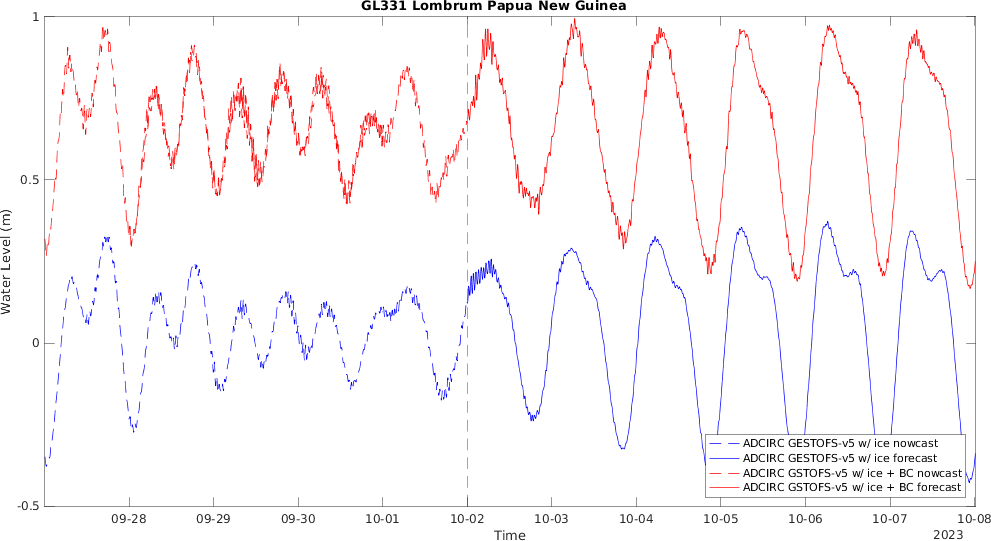 GL331 Lombrum Papua New Guinea
Water Level (m)
1
0.5
0
-0.5
ADCIRC GESTOFS-v5 w/ ice nowcast
ADCIRC GESTOFS-v5 w/ ice forecast
ADCIRC GSTOFS-v5 w/ ice + BC nowcast
ADCIRC GSTOFS-v5 w/ ice + BC forecast
09-28 09-29 09-30 10-01 10-02 10-03 10-04 10-05 10-06 10-07 10-08
Time
2023